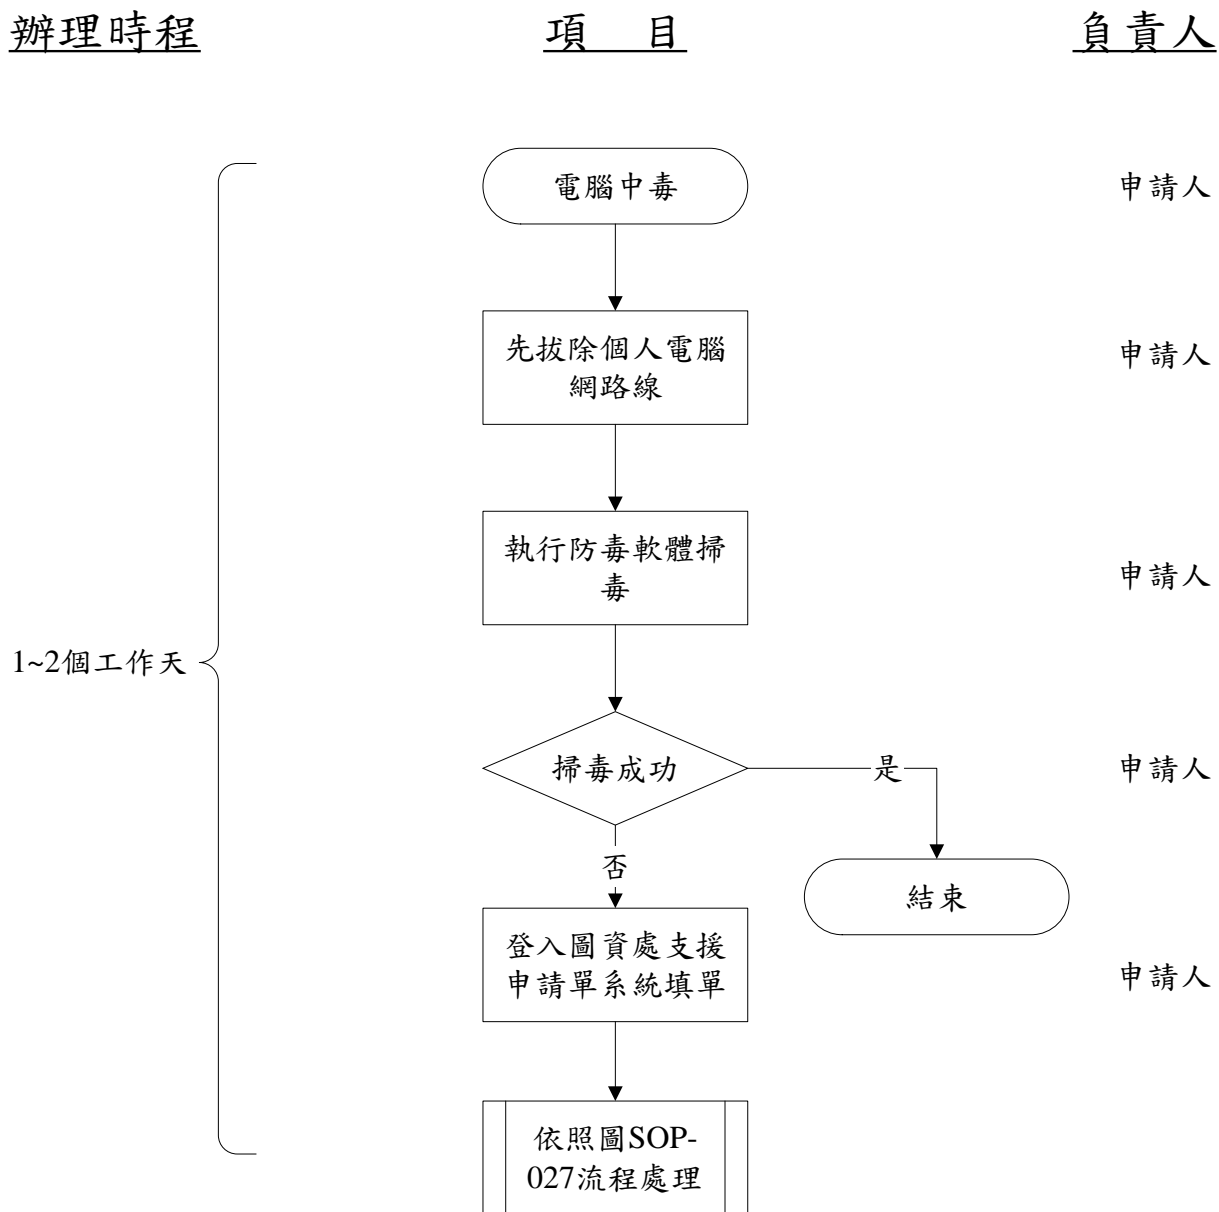 辦理時程 項 目 負責人
電腦中毒 申請人
先拔除個人電腦
網路線
申請人
執行防毒軟體掃
毒
申請人
1~2個工作天
掃毒成功 是 申請人
否
結束
登入圖資處支援
申請單系統填單
申請人
依照圖SOP-
027流程處理